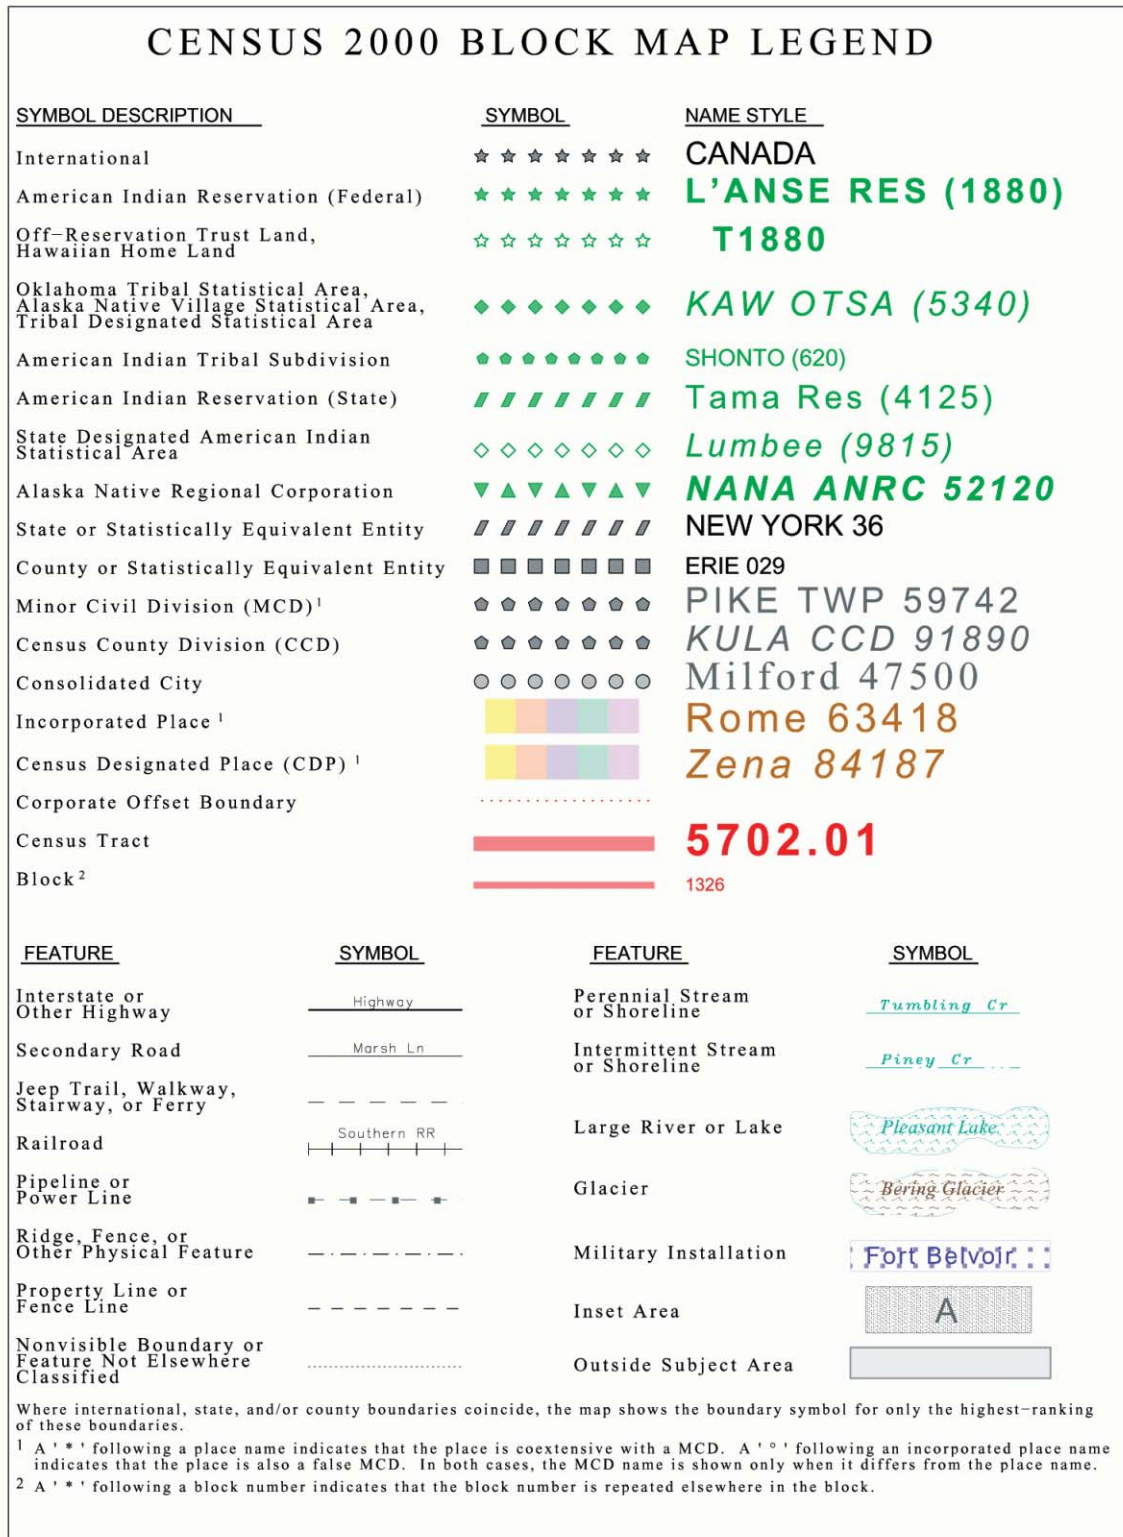 CENSUS 2000 BLOCK MAP LEGEND
SYMBOL DESCRIPTION SYMBOL NAME STYLE
International CANADA
American Indian Reservation (Federal) L'ANSE RES (1880)
Off-Reservation Trust Land,
Hawaiian Home Land T1880
Oklahoma Tribal Statistical Area,
Alaska Native Village Statistical Area,
Tribal Designated Statistical Area KAW OTSA (5340)
American Indian Tribal Subdivision SHONTO (620)
American Indian Reservation (State) Tama Res (4125)
State Designated American Indian
Statistical Area Lumbee (9815)
Alaska Native Regional Corporation NANA ANRC 52120
State or Statistically Equivalent Entity NEW YORK 36
County or Statistically Equivalent Entity ERIE 029
Minor Civil Division (MCD) 1 PIKE TWP 59742
Census County Division (CCD) KULA CCD 91890
Consolidated City Milford 47500
Incorporated Place 1 Rome 63418
Census Designated Place (CDP) 1 Zena 84187
Corporate Offset Boundary
Census Tract 5702.01
Block 2 1326
FEATURE SYMBOL FEATURE SYMBOL
Interstate or
Other Highway Highway
Secondary Road Marsh Ln
Jeep Trail, Walkway,
Stairway, or Ferry
Railroad Southern RR
Pipeline or
Power Line
Ridge, Fence, or
Other Physical Feature
Property Line or
Fence Line
Nonvisible Boundary or
Feature Not Elsewhere
Classified
Perennial Stream
or Shoreline Tumbling Cr
Intermittent Stream
or Shoreline Piney Cr
Large River or Lake Pleasant Lake
Glacier Bering Glacier
Military Installation Fort Belvoir
Inset Area A
Outside Subject Area
Where international, state, and/or county boundaries coincide, the map shows the boundary symbol for only the highest-ranking
of these boundaries.
1 A ' * ' following a place name indicates that the place is coextensive with a MCD. A ' ° ' following an incorporated place name
indicates that the place is also a false MCD. In both cases, the MCD name is shown only when it differs from the place name.
2 A ' * ' following a block number indicates that the block number is repeated elsewhere in the block.